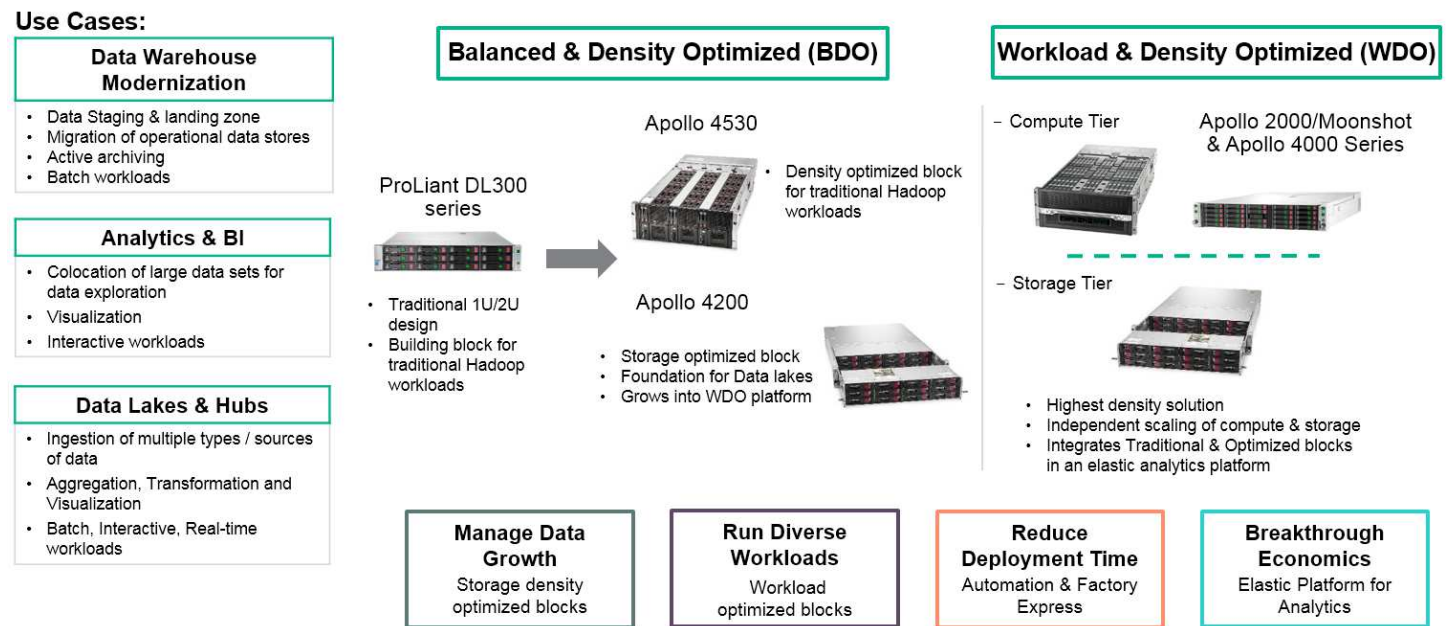 Use Cases:
Data Warehouse
Modernization
• Data Staging & landing zone
• Migration of operational data stores
• Active archiving
• Batch workloads
Analytics & BI
• Colocation of large data sets for
data exploration
• Visualization
• Interactive workloads
Data Lakes & Hubs
• Ingestion of multiple types / sources
of data
• Aggregation, Transformation and
Visualization
• Batch, Interactive, Real-time
workloads
Balanced & Density Optimized (BDO)
ProLiant DL300
series
• Traditional 1U/2U
design
• Building block for
traditional Hadoop
workloads
Apollo 4530
• Density optimized block
for traditional Hadoop
workloads
Apollo 4200
• Storage optimized block
• Foundation for Data lakes
• Grows into WDO platform
Workload & Density Optimized (WDO)
– Compute Tier
Apollo 2000/Moonshot
& Apollo 4000 Series
– Storage Tier
• Highest density solution
• Independent scaling of compute & storage
• Integrates Traditional & Optimized blocks
in an elastic analytics platform
Manage Data
Growth
Storage density
optimized blocks
Run Diverse
Workloads
Workload
optimized blocks
Reduce
Deployment Time
Automation & Factory
Express
Breakthrough
Economics
Elastic Platform for
Analytics